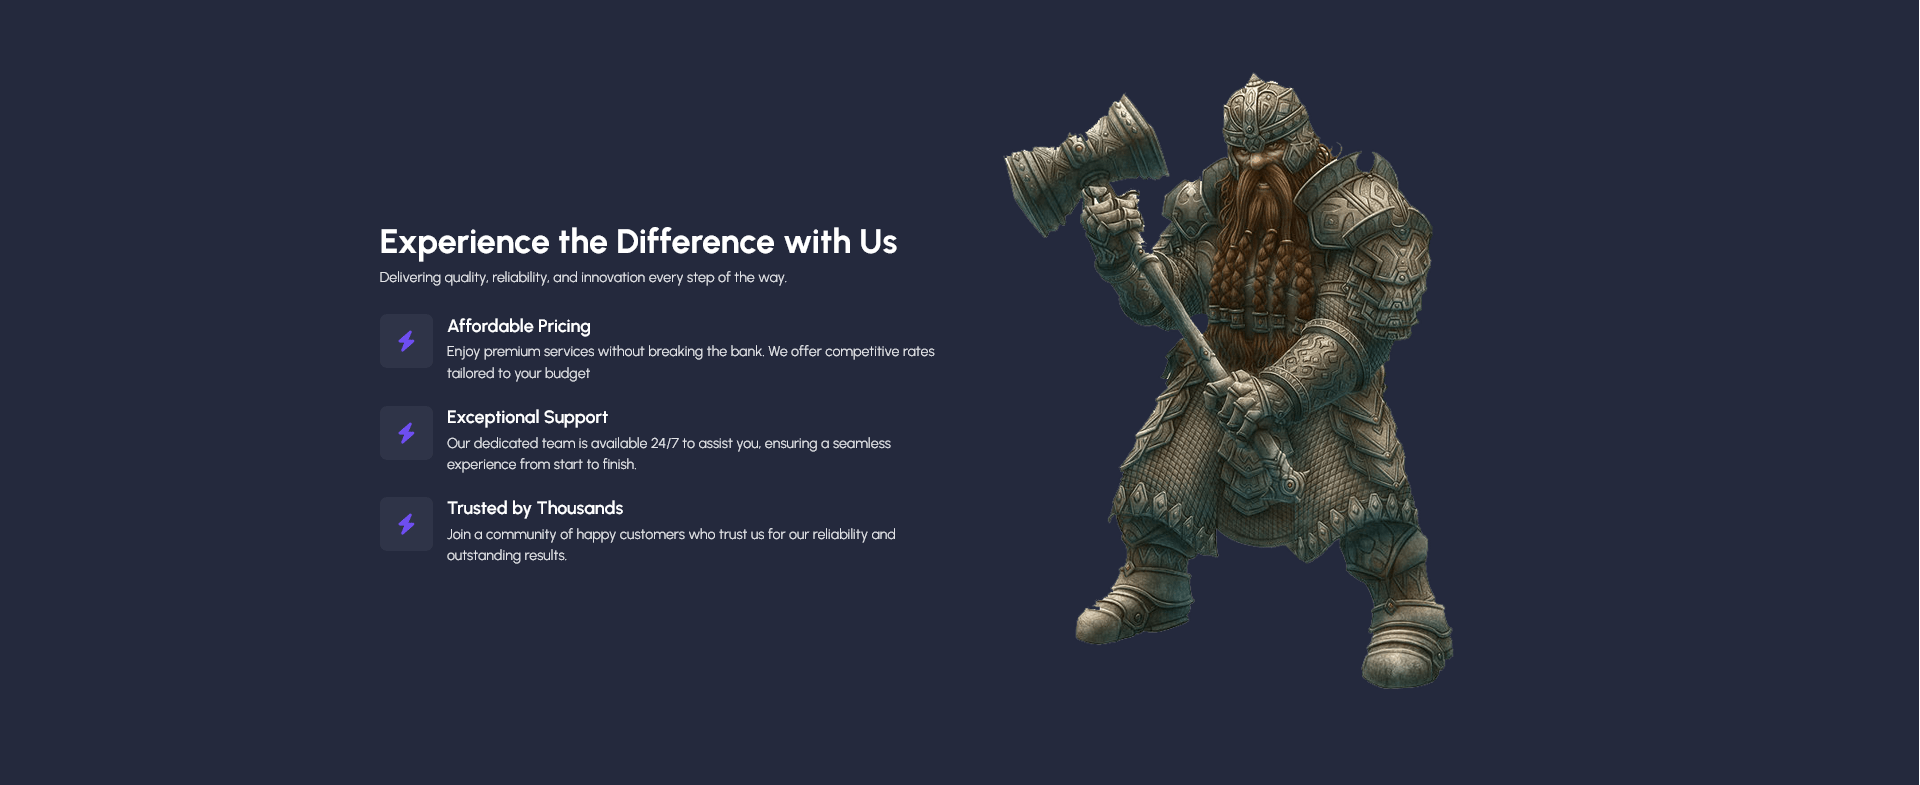 Experience the Difference with Us
Delivering quality, reliability, and innovation every step of the way.
Affordable Pricing
Enjoy premium services without breaking the bank. We offer competitive rates
tailored to your budget
Exceptional Support
Our dedicated team is available 24/7 to assist you, ensuring a seamless
experience from start to finish.
Trusted by Thousands
Join a community of happy customers who trust us for our reliability and
outstanding results.